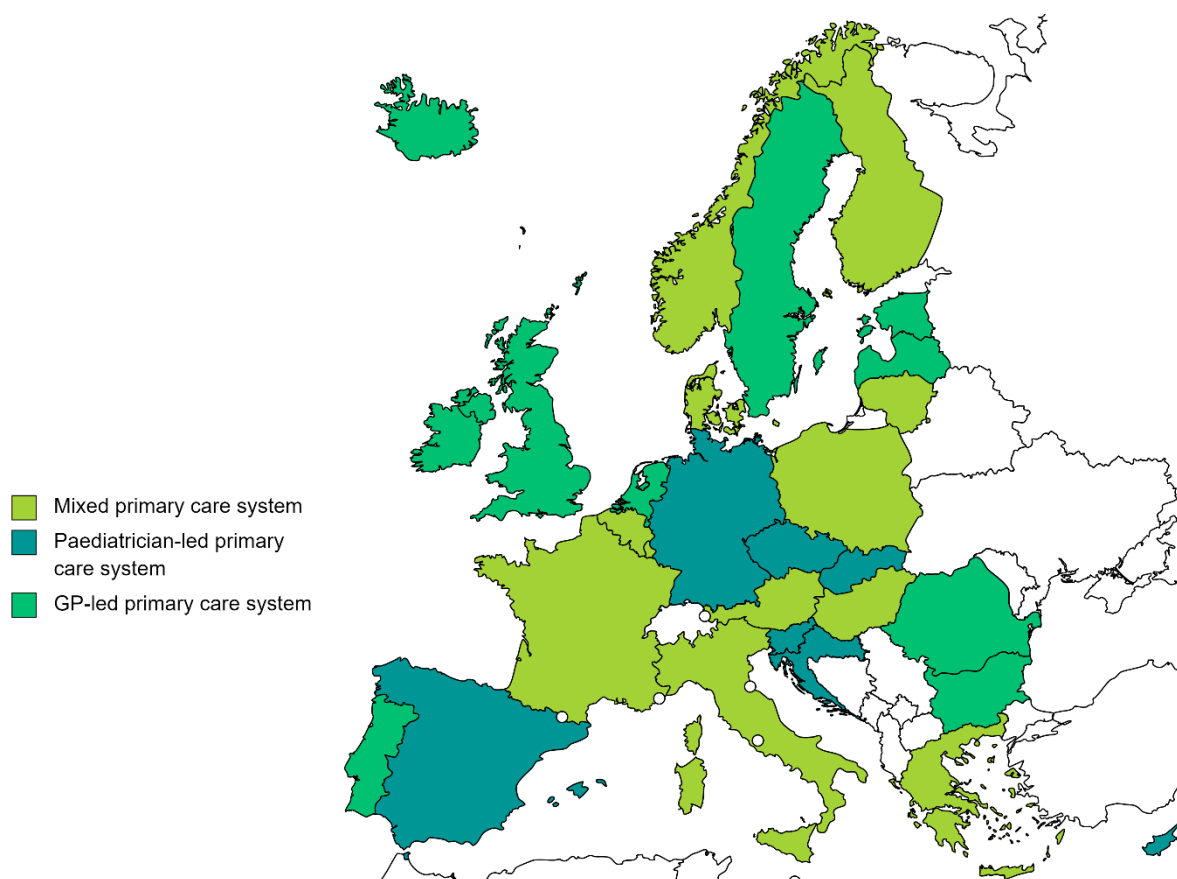 Mixed primary care system
Paediatrician-led primary
care system
GP-led primary care system